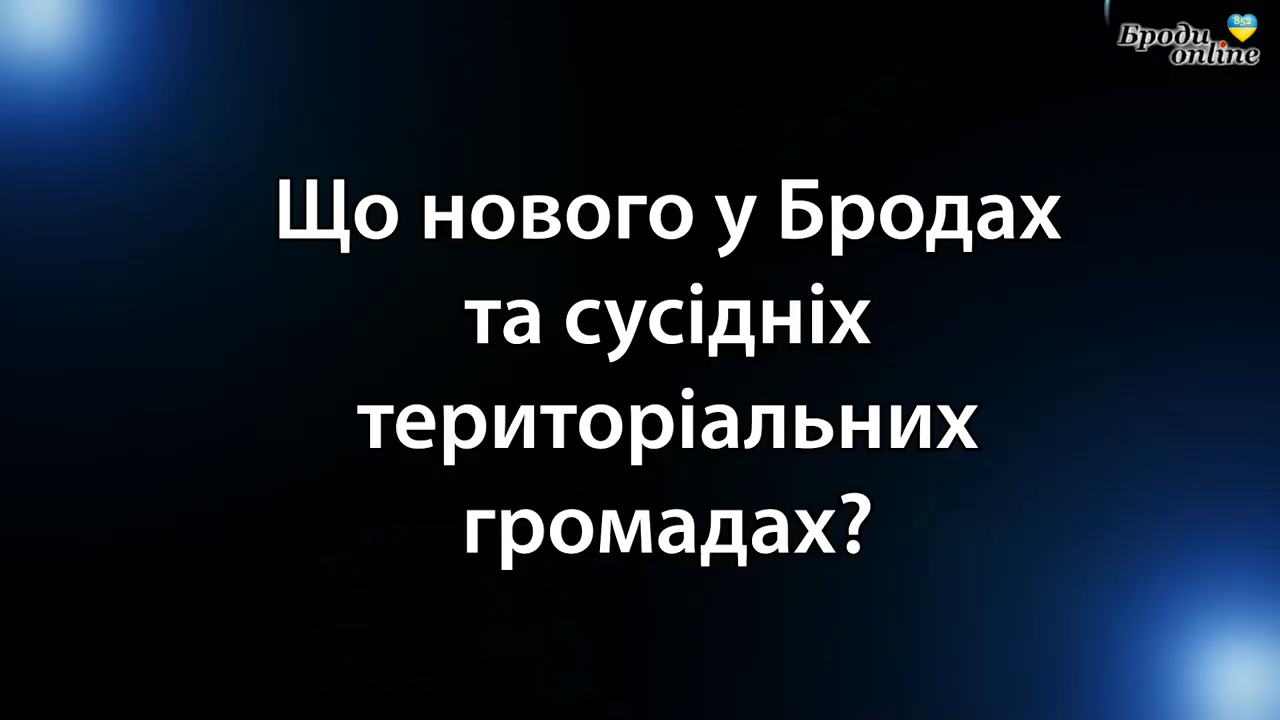 852
Броди
online
Що нового у Бродах
та сусідніх
територіальних
громадах?